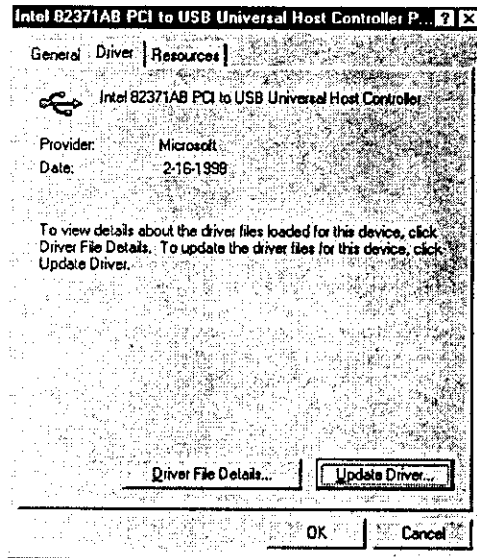 Intel 82371AB PCI to USB Universal Host Controller P... ? X
General Driver Resources
Intel 82371AB PCI to USB Universal Host Controller
Provider: Microsoft
Date: 2-16-1998
To view details about the driver files loaded for this device, click
Driver File Details. To update the driver files for this device, click
Update Driver.
Driver File Details... Update Driver...
OK Cancel